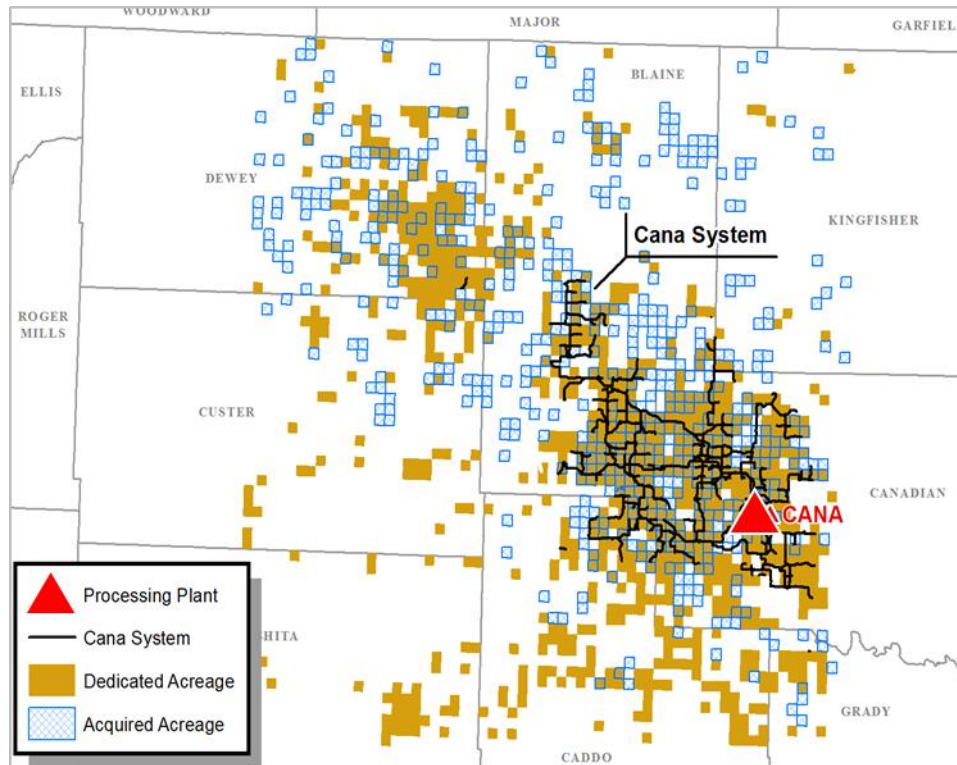 WOODWARD
MAJOR
GARFIEL
ELLIS
BLAINE
DEWEY
KINGFISHER
Cana System
ROGER
MILLS
CUSTER
CANADIAN
CANA
Processing Plant
Cana System
Dedicated Acreage
Acquired Acreage
SHITA
GRADY
CADDO